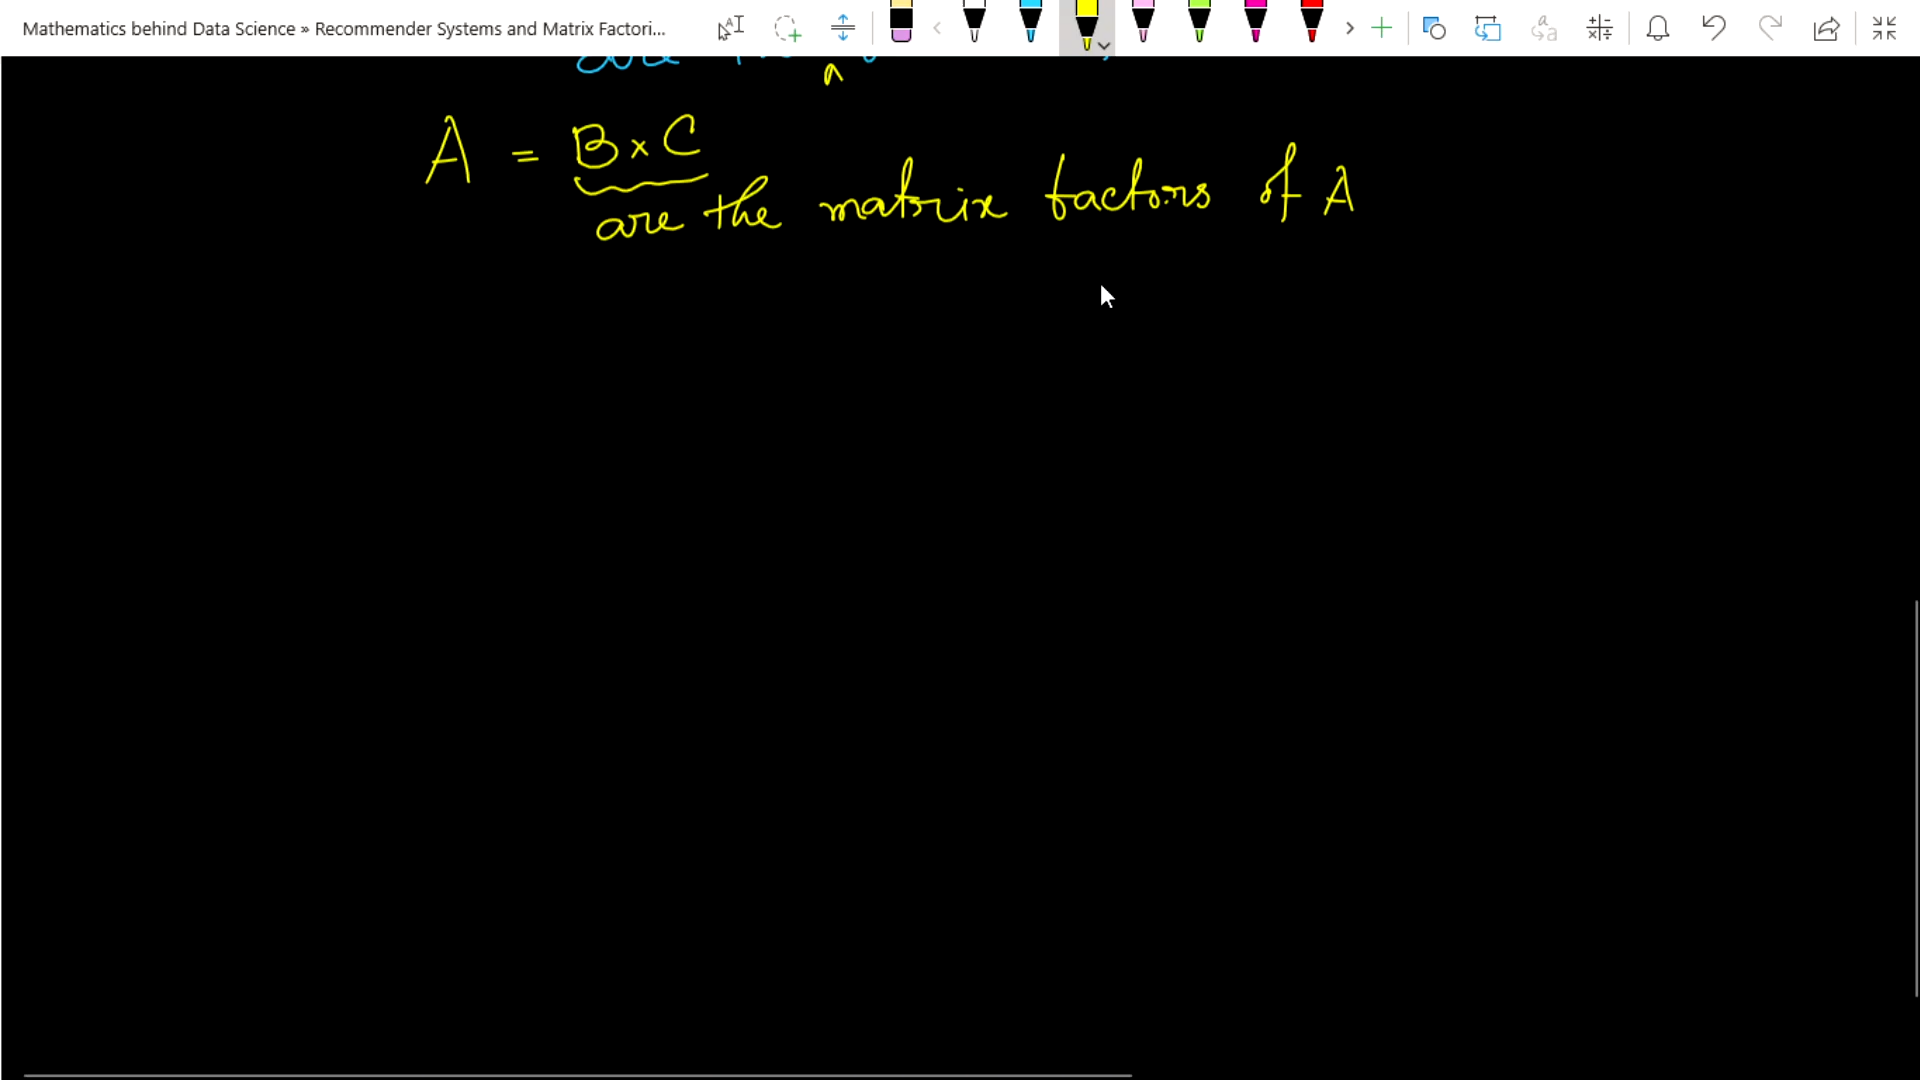 Mathematics behind Data Science » Recommender Systems and Matrix Factori...
A = B × C
are the matrix factors of A